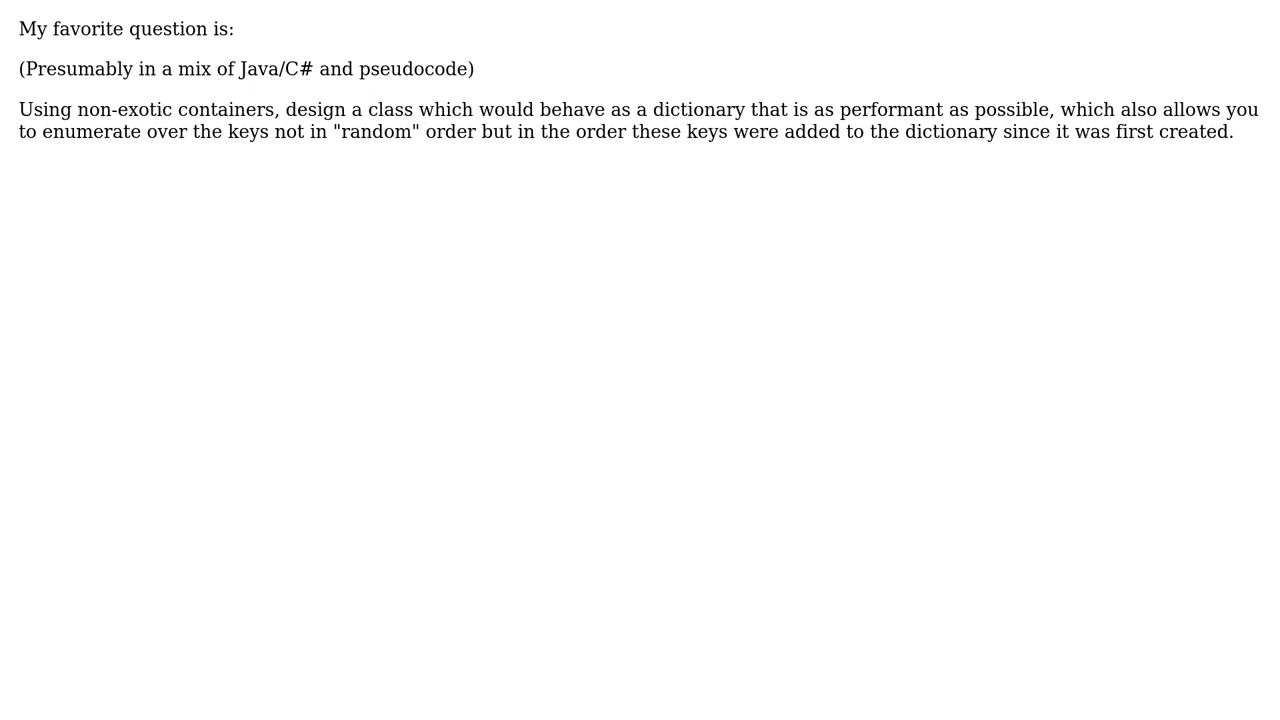 My favorite question is:
(Presumably in a mix of Java/C# and pseudocode)
Using non-exotic containers, design a class which would behave as a dictionary that is as performant as possible, which also allows you
to enumerate over the keys not in "random" order but in the order these keys were added to the dictionary since it was first created.